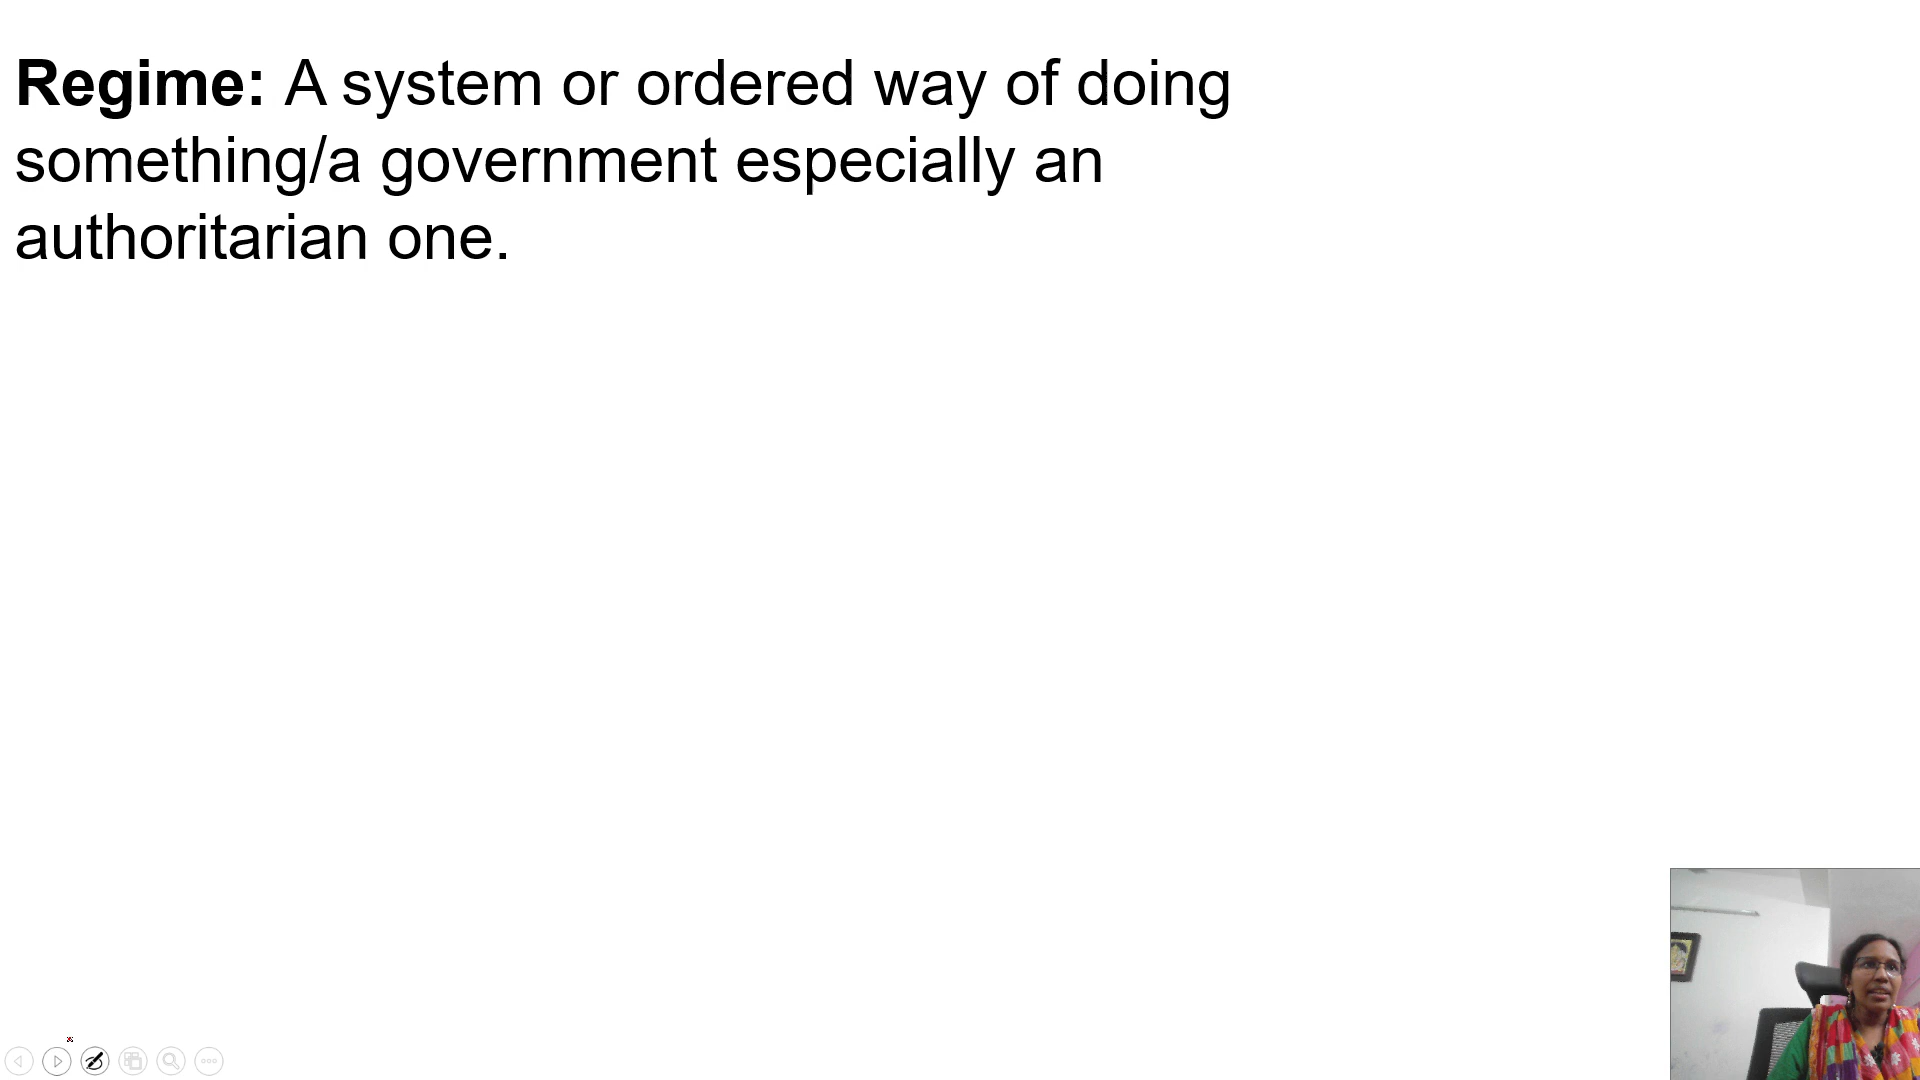 Regime: A system or ordered way of doing
something/a government especially an
authoritarian one.